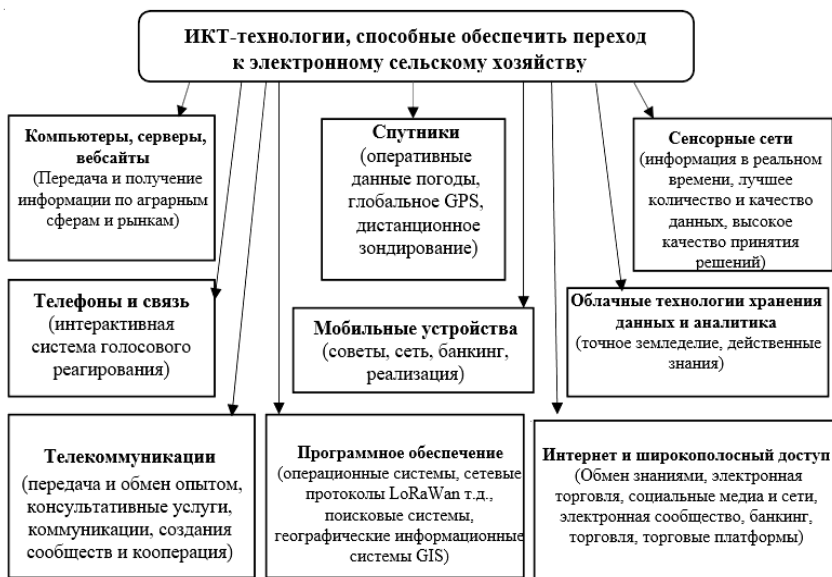 ИКТ-технологии, способные обеспечить переход
к электронному сельскому хозяйству
Компьютеры, серверы,
вебсайты
(Передача и получение
информации по аграрным
сферам и рынкам)
Спутники
(оперативные
данные погоды,
глобальное GPS,
дистанционное
зондирование)
Сенсорные сети
(информация в реальном
времени, лучшее
количество и качество
данных, высокое
качество принятия
решений)
Телефоны и связь
(интерактивная
система голосового
реагирования)
Мобильные устройства
(советы, сеть, банкинг,
реализация)
Облачные технологии хранения
данных и аналитика
(точное земледелие, действенные
знания)
Телекоммуникации
(передача и обмен опытом,
консультативные услуги,
коммуникации, создания
сообществ и кооперация)
Программное обеспечение
(операционные системы, сетевые
протоколы LoRaWan т.д.,
поисковые системы,
географические информационные
системы GIS)
Интернет и широкополосный доступ
(Обмен знаниями, электронная
торговля, социальные медиа и сети,
электронная сообщество, банкинг,
торговля, торговые платформы)